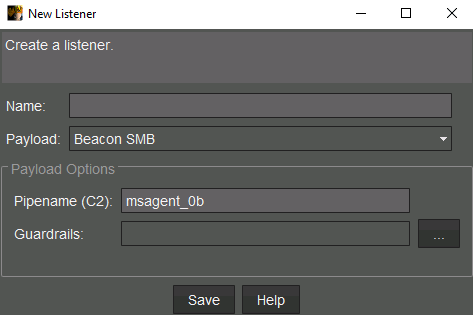 New Listener
Create a listener.
Name:
Payload: Beacon SMB
Payload Options
Pipename (C2): msagent_0b
Guardrails: ...
Save Help